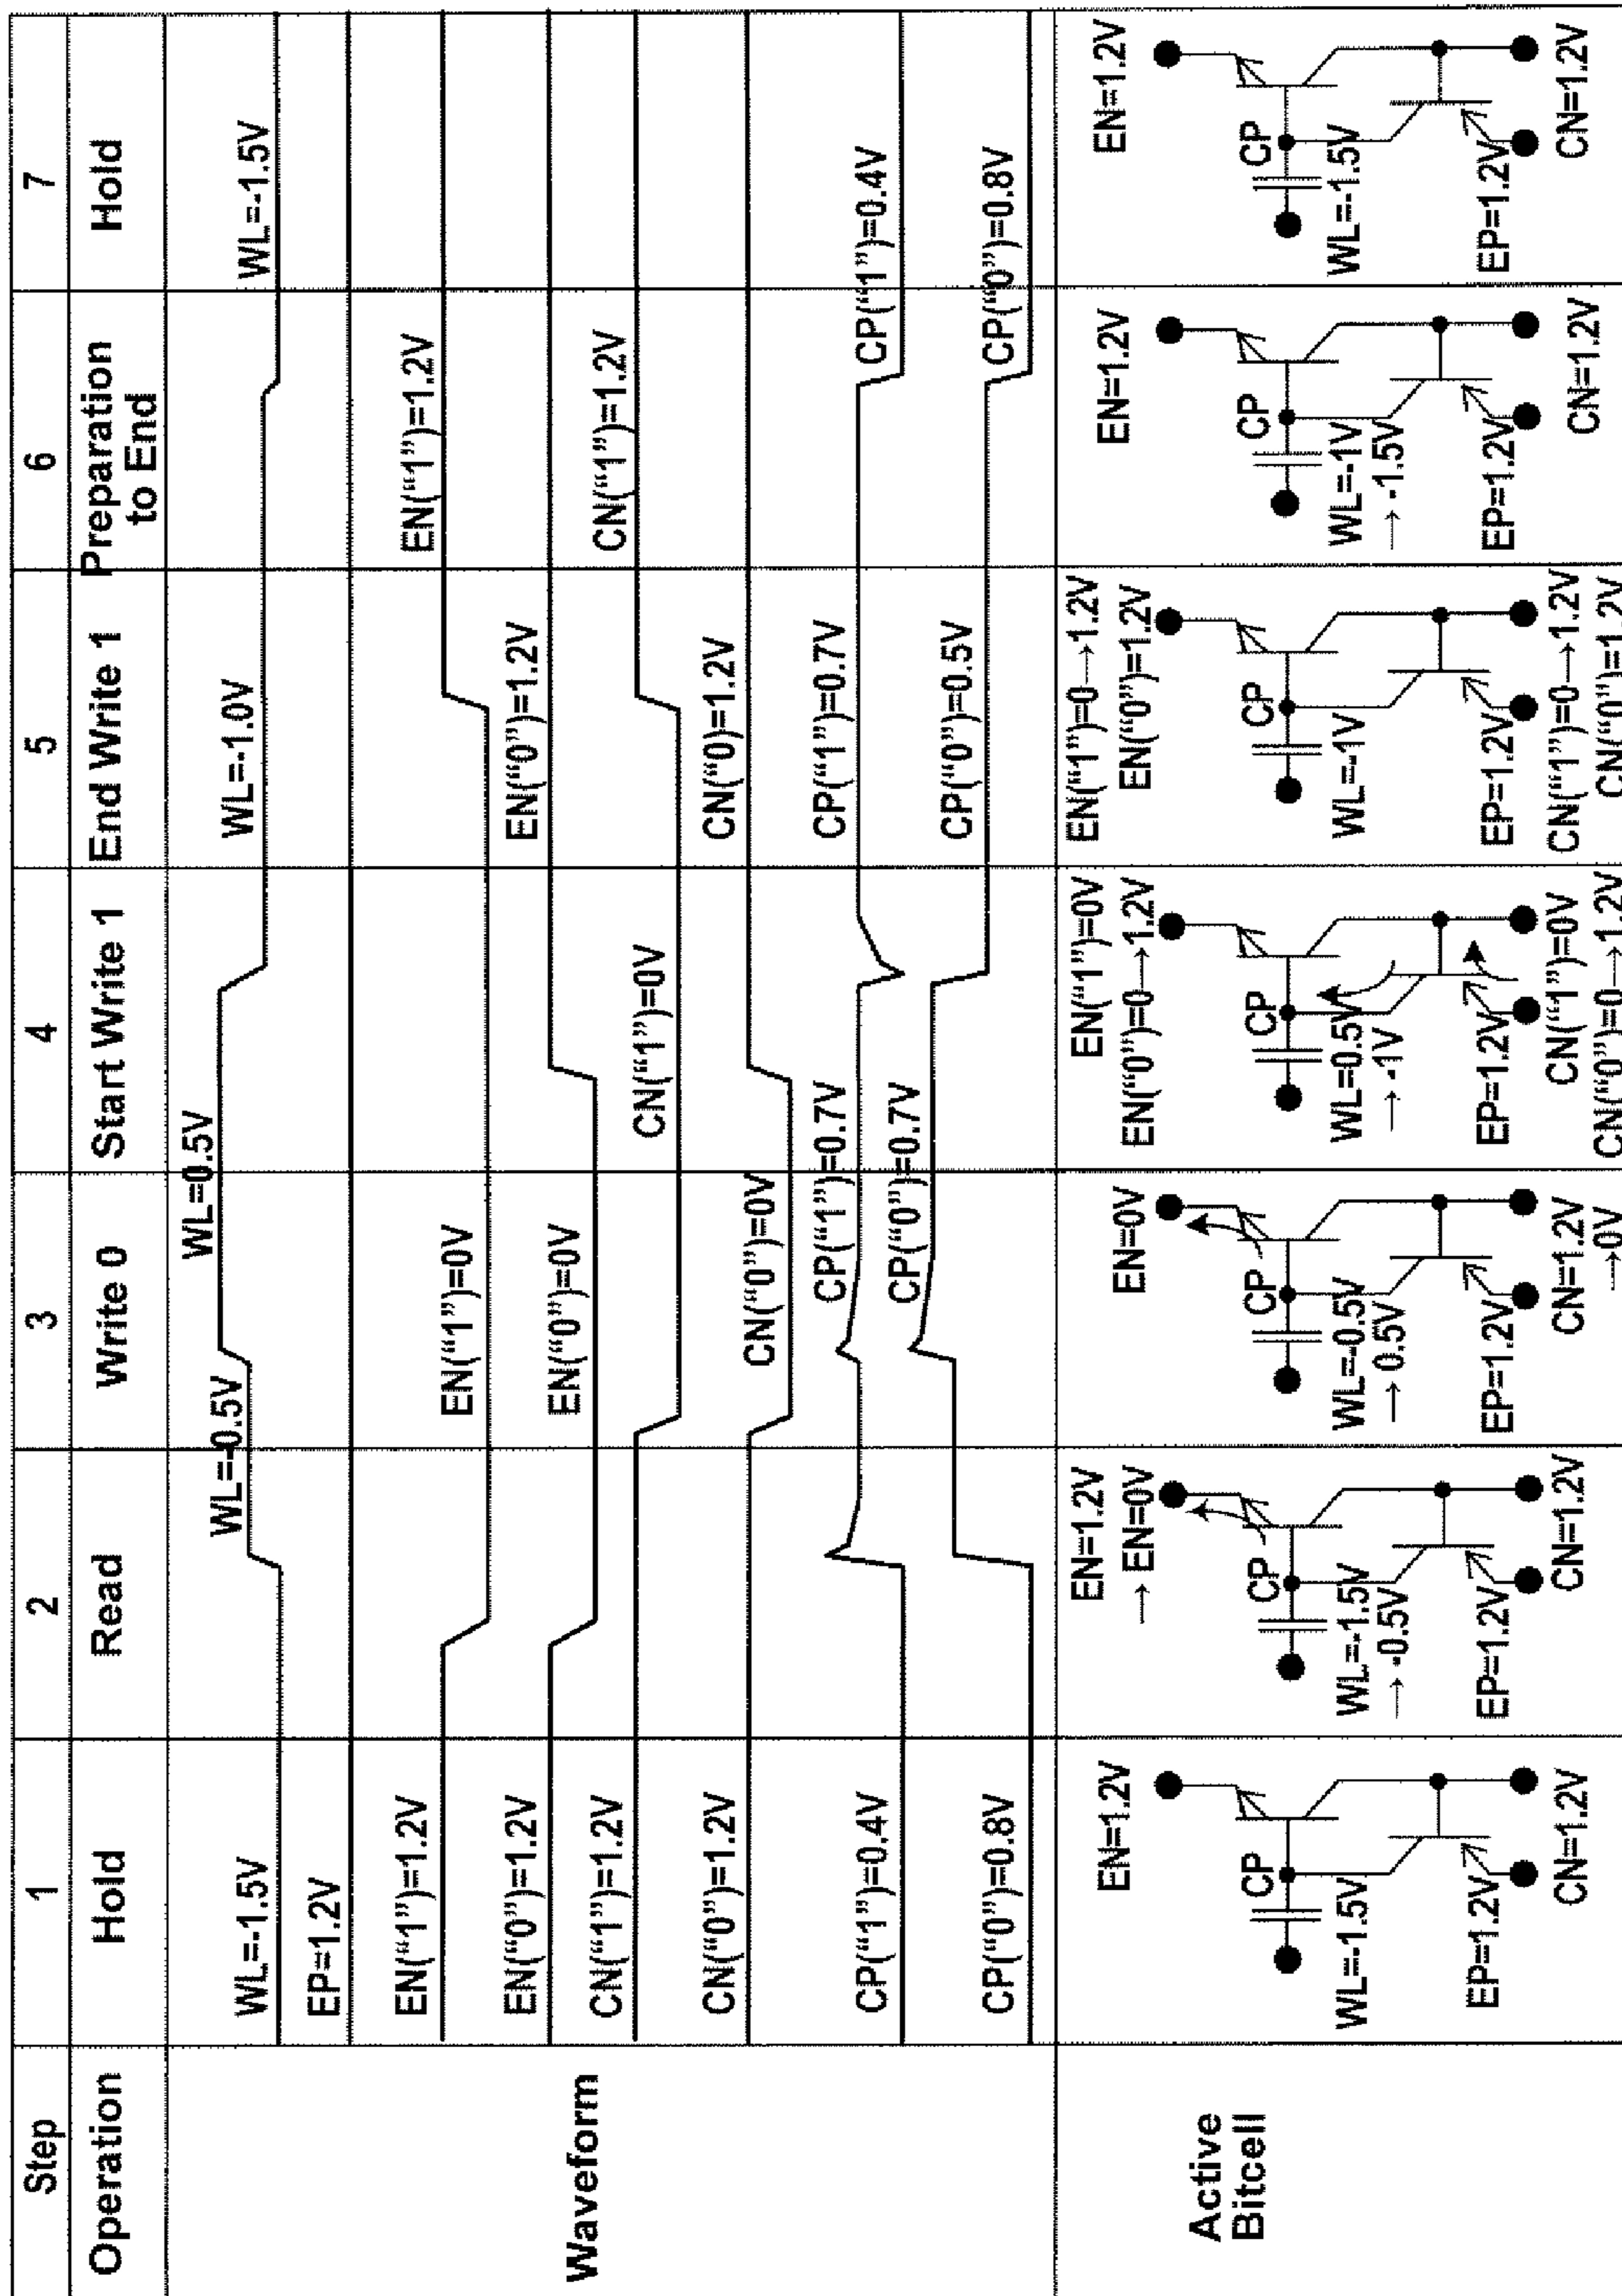 Step 1 2 3 4 5 6 7
Operation Hold Read Write 0 Start Write 1 End Write 1 Preparation to End Hold
Waveform
WL=-1.5V
WL=-0.5V
WL=0.5V
WL=-1.0V
WL=-1.5V
EP=1.2V
EN("1")=1.2V
EN("1")=0V
EN("1")=1.2V
EN("0")=1.2V
EN("0")=0V
EN("0")=1.2V
CN("1")=1.2V
CN("1")=0V
CN("1")=1.2V
CN("0")=1.2V
CN("0")=0V
CN("0)=1.2V
CP("1")=0.4V
CP("1")=0.7V
CP("1")=0.7V
CP("1")=0.4V
CP("0")=0.8V
CP("0")=0.7V
CP("0")=0.5V
CP("0")=0.8V
Active
Bitcell
EN=1.2V
CP
WL=-1.5V
EP=1.2V
CN=1.2V
EN=1.2V
→ EN=0V
CP
WL=-1.5V
→ -0.5V
EP=1.2V
CN=1.2V
EN=0V
CP
WL=-0.5V
→ 0.5V
EP=1.2V
CN=1.2V
→0V
EN("1")=0V
EN("0")=0→1.2V
CP
WL=0.5V
→ -1V
EP=1.2V
CN("1")=0V
CN("0")=0→1.2V
EN("1")=0→1.2V
EN("0")=1.2V
CP
WL=-1V
EP=1.2V
CN("1")=0→1.2V
CN("0")=1.2V
EN=1.2V
CP
WL=-1V
→ -1.5V
EP=1.2V
CN=1.2V
EN=1.2V
CP
WL=-1.5V
EP=1.2V
CN=1.2V